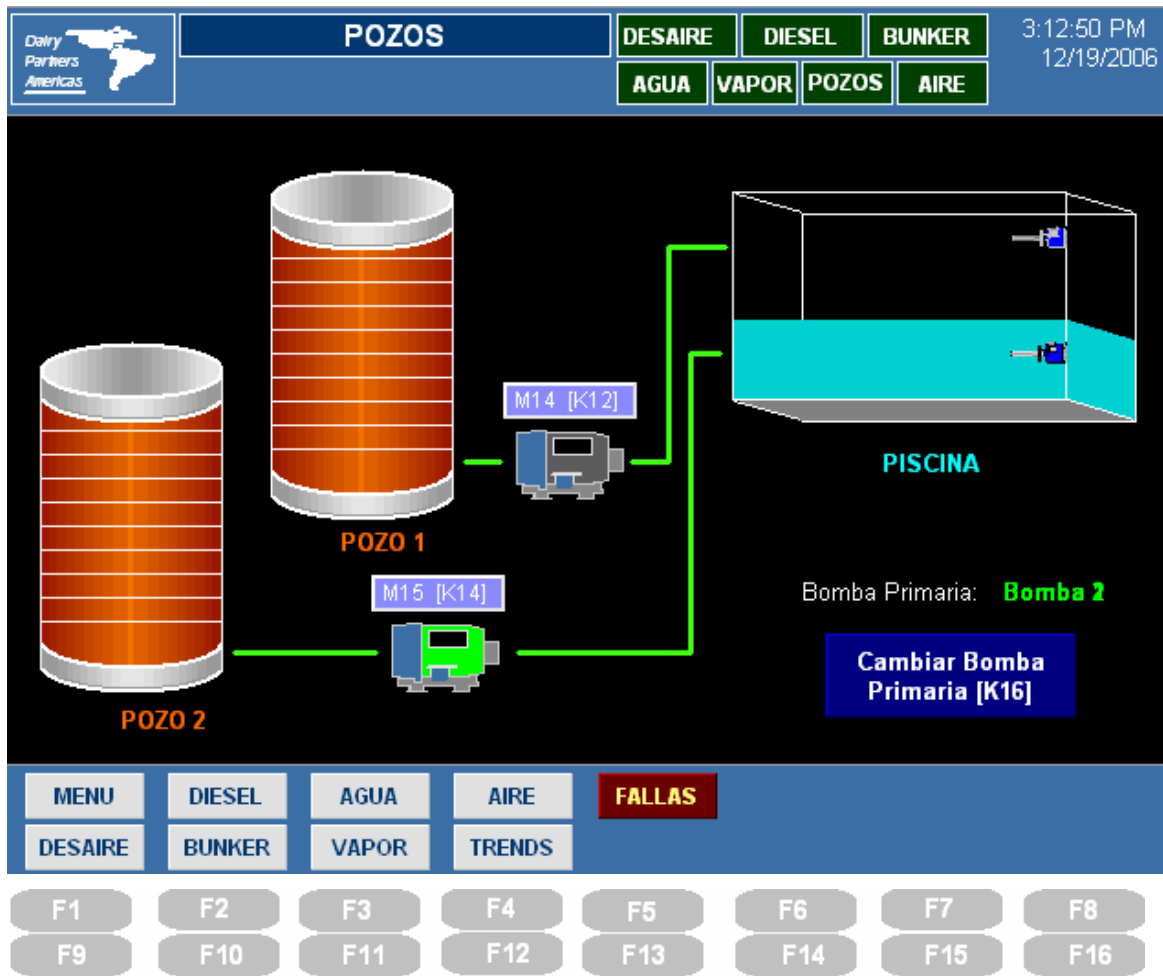 Dairy
Partners
Americas
POZOS
DESAIRE
DIESEL
BUNKER
AGUA
VAPOR
POZOS
AIRE
3:12:50 PM
12/19/2006
M14 [K12]
PISCINA
POZO 1
M15 [K14]
Bomba Primaria: Bomba
Cambiar Bomba
Primaria [K16]
POZO 2
MENU
DIESEL
AGUA
AIRE
FALLAS
DESAIRE
BUNKER
VAPOR
TRENDS
F1
F2
F3
F4
F5
F6
F7
F8
F9
F10
F11
F12
F13
F14
F15
F16